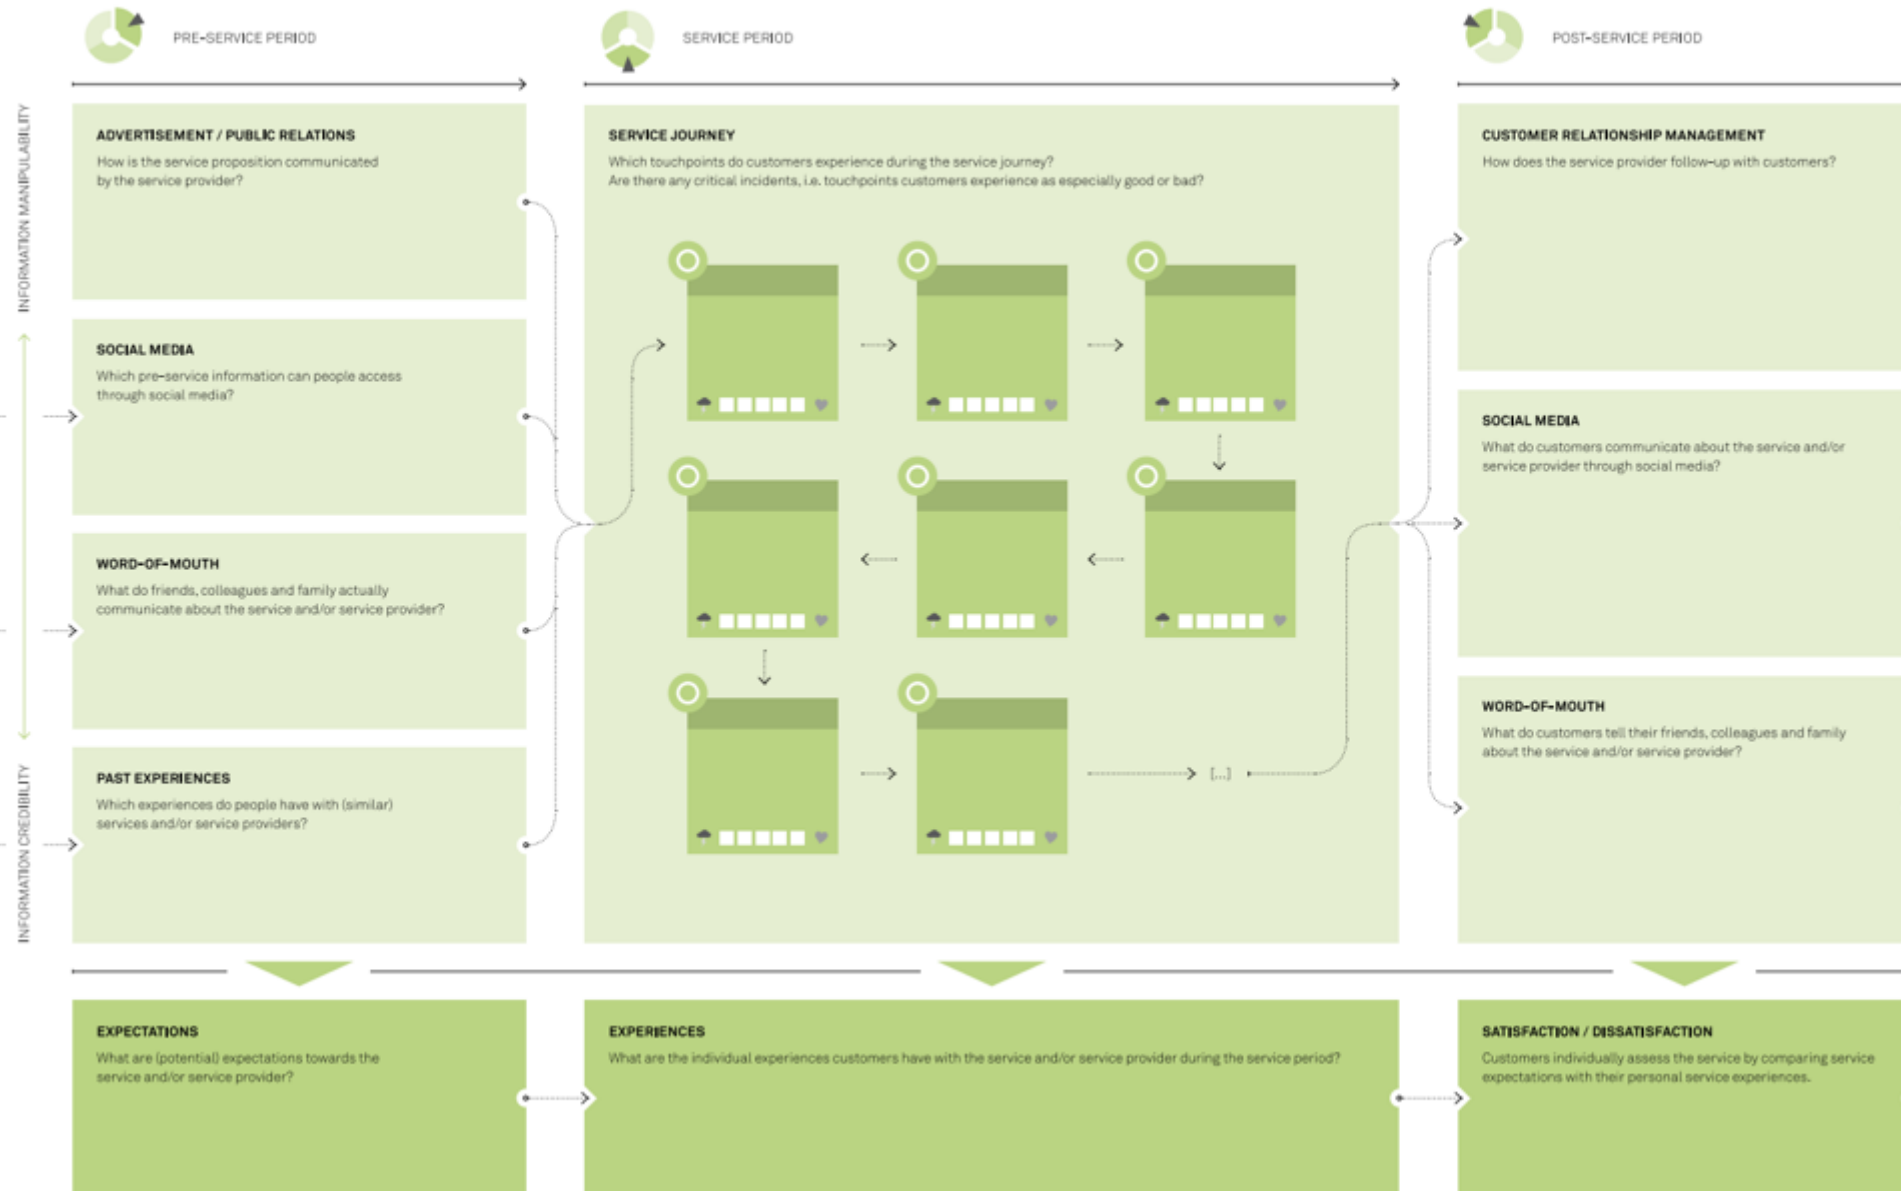 PRE-SERVICE PERIOD
SERVICE PERIOD
POST-SERVICE PERIOD
INFORMATION MANIPULABILITY
INFORMATION CREDIBILITY
ADVERTISEMENT / PUBLIC RELATIONS
How is the service proposition communicated
by the service provider?
SOCIAL MEDIA
Which pre-service information can people access
through social media?
WORD-OF-MOUTH
What do friends, colleagues and family actually
communicate about the service and/or service provider?
PAST EXPERIENCES
Which experiences do people have with (similar)
services and/or service providers?
SERVICE JOURNEY
Which touchpoints do customers experience during the service journey?
Are there any critical incidents, i.e. touchpoints customers experience as especially good or bad?
[...]
CUSTOMER RELATIONSHIP MANAGEMENT
How does the service provider follow-up with customers?
SOCIAL MEDIA
What do customers communicate about the service and/or
service provider through social media?
WORD-OF-MOUTH
What do customers tell their friends, colleagues and family
about the service and/or service provider?
EXPECTATIONS
What are (potential) expectations towards the
service and/or service provider?
EXPERIENCES
What are the individual experiences customers have with the service and/or service provider during the service period?
SATISFACTION / DISSATISFACTION
Customers individually assess the service by comparing service
expectations with their personal service experiences.